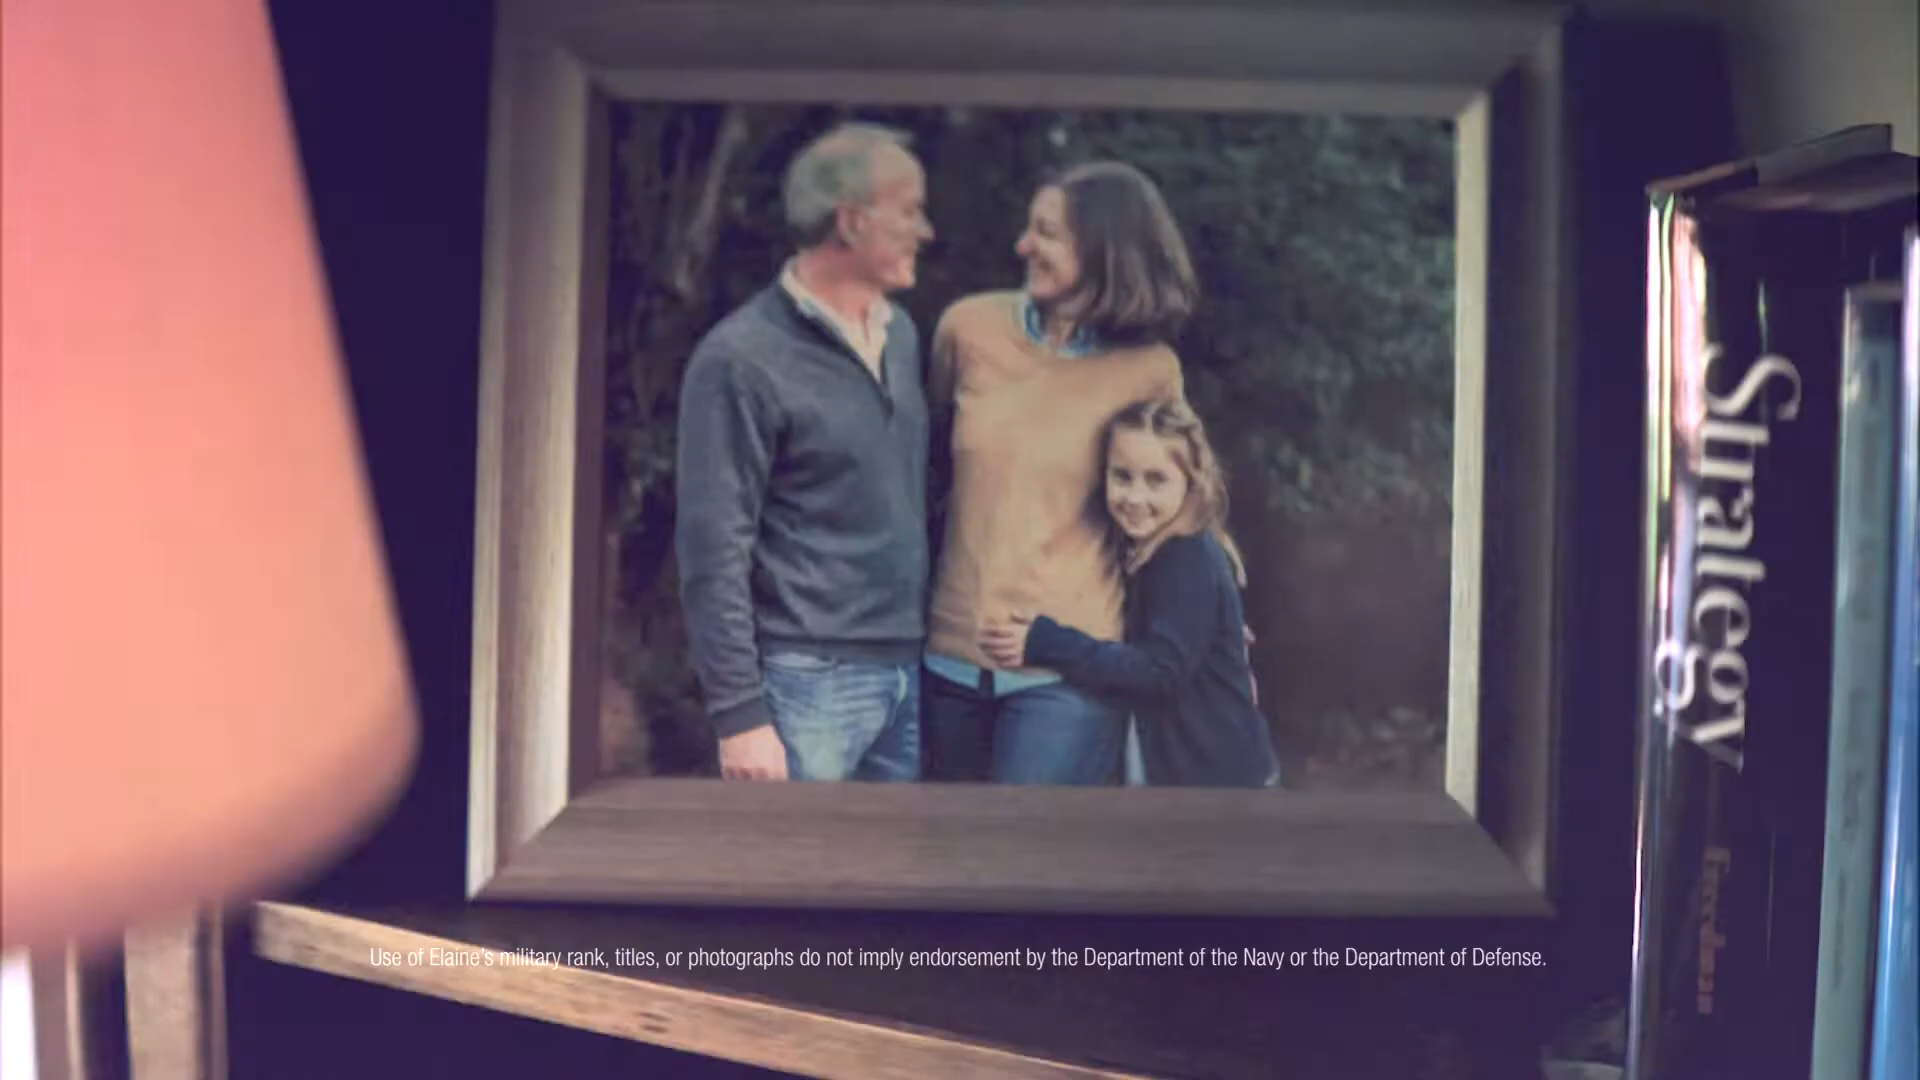 Strategy
Freedman
Use of Elaine's military rank, titles, or photographs do not imply endorsement by the Department of the Navy or the Department of Defense.